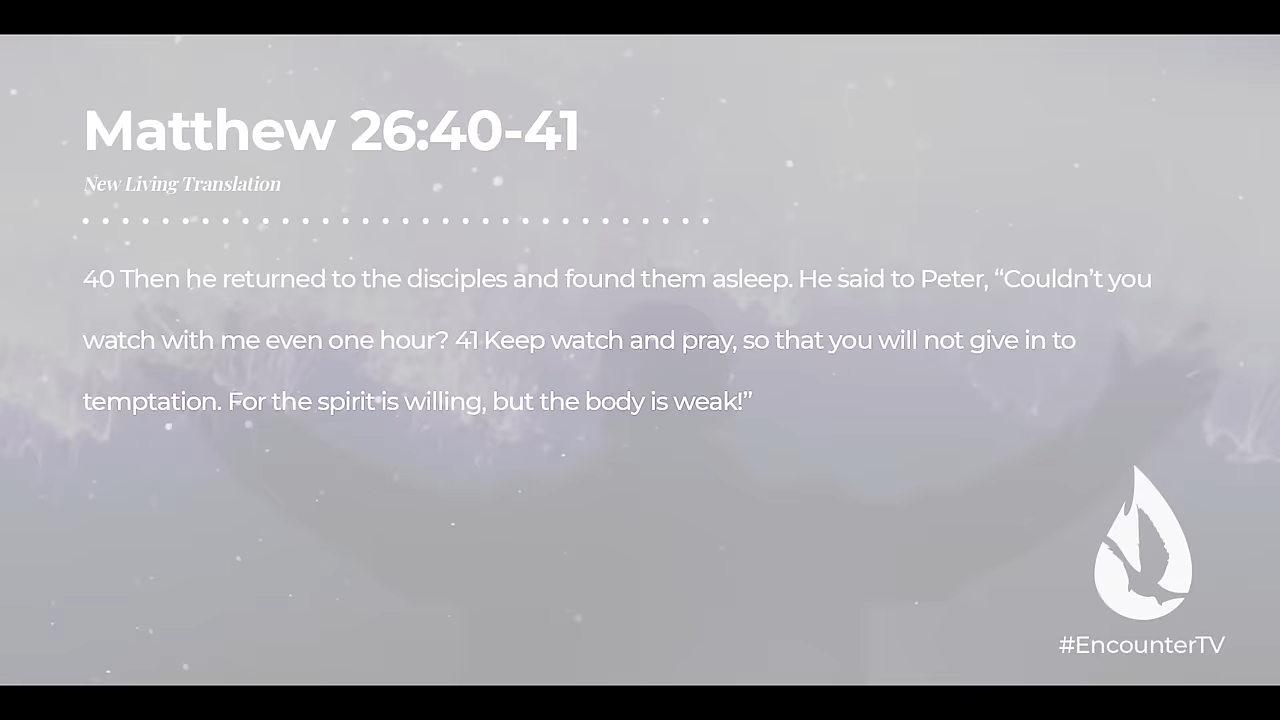 Matthew 26:40-41
New Living Translation
40 Then he returned to the disciples and found them asleep. He said to Peter, “Couldn’t you
watch with me even one hour? 41 Keep watch and pray, so that you will not give in to
temptation. For the spirit is willing, but the body is weak!”
#EncounterTV